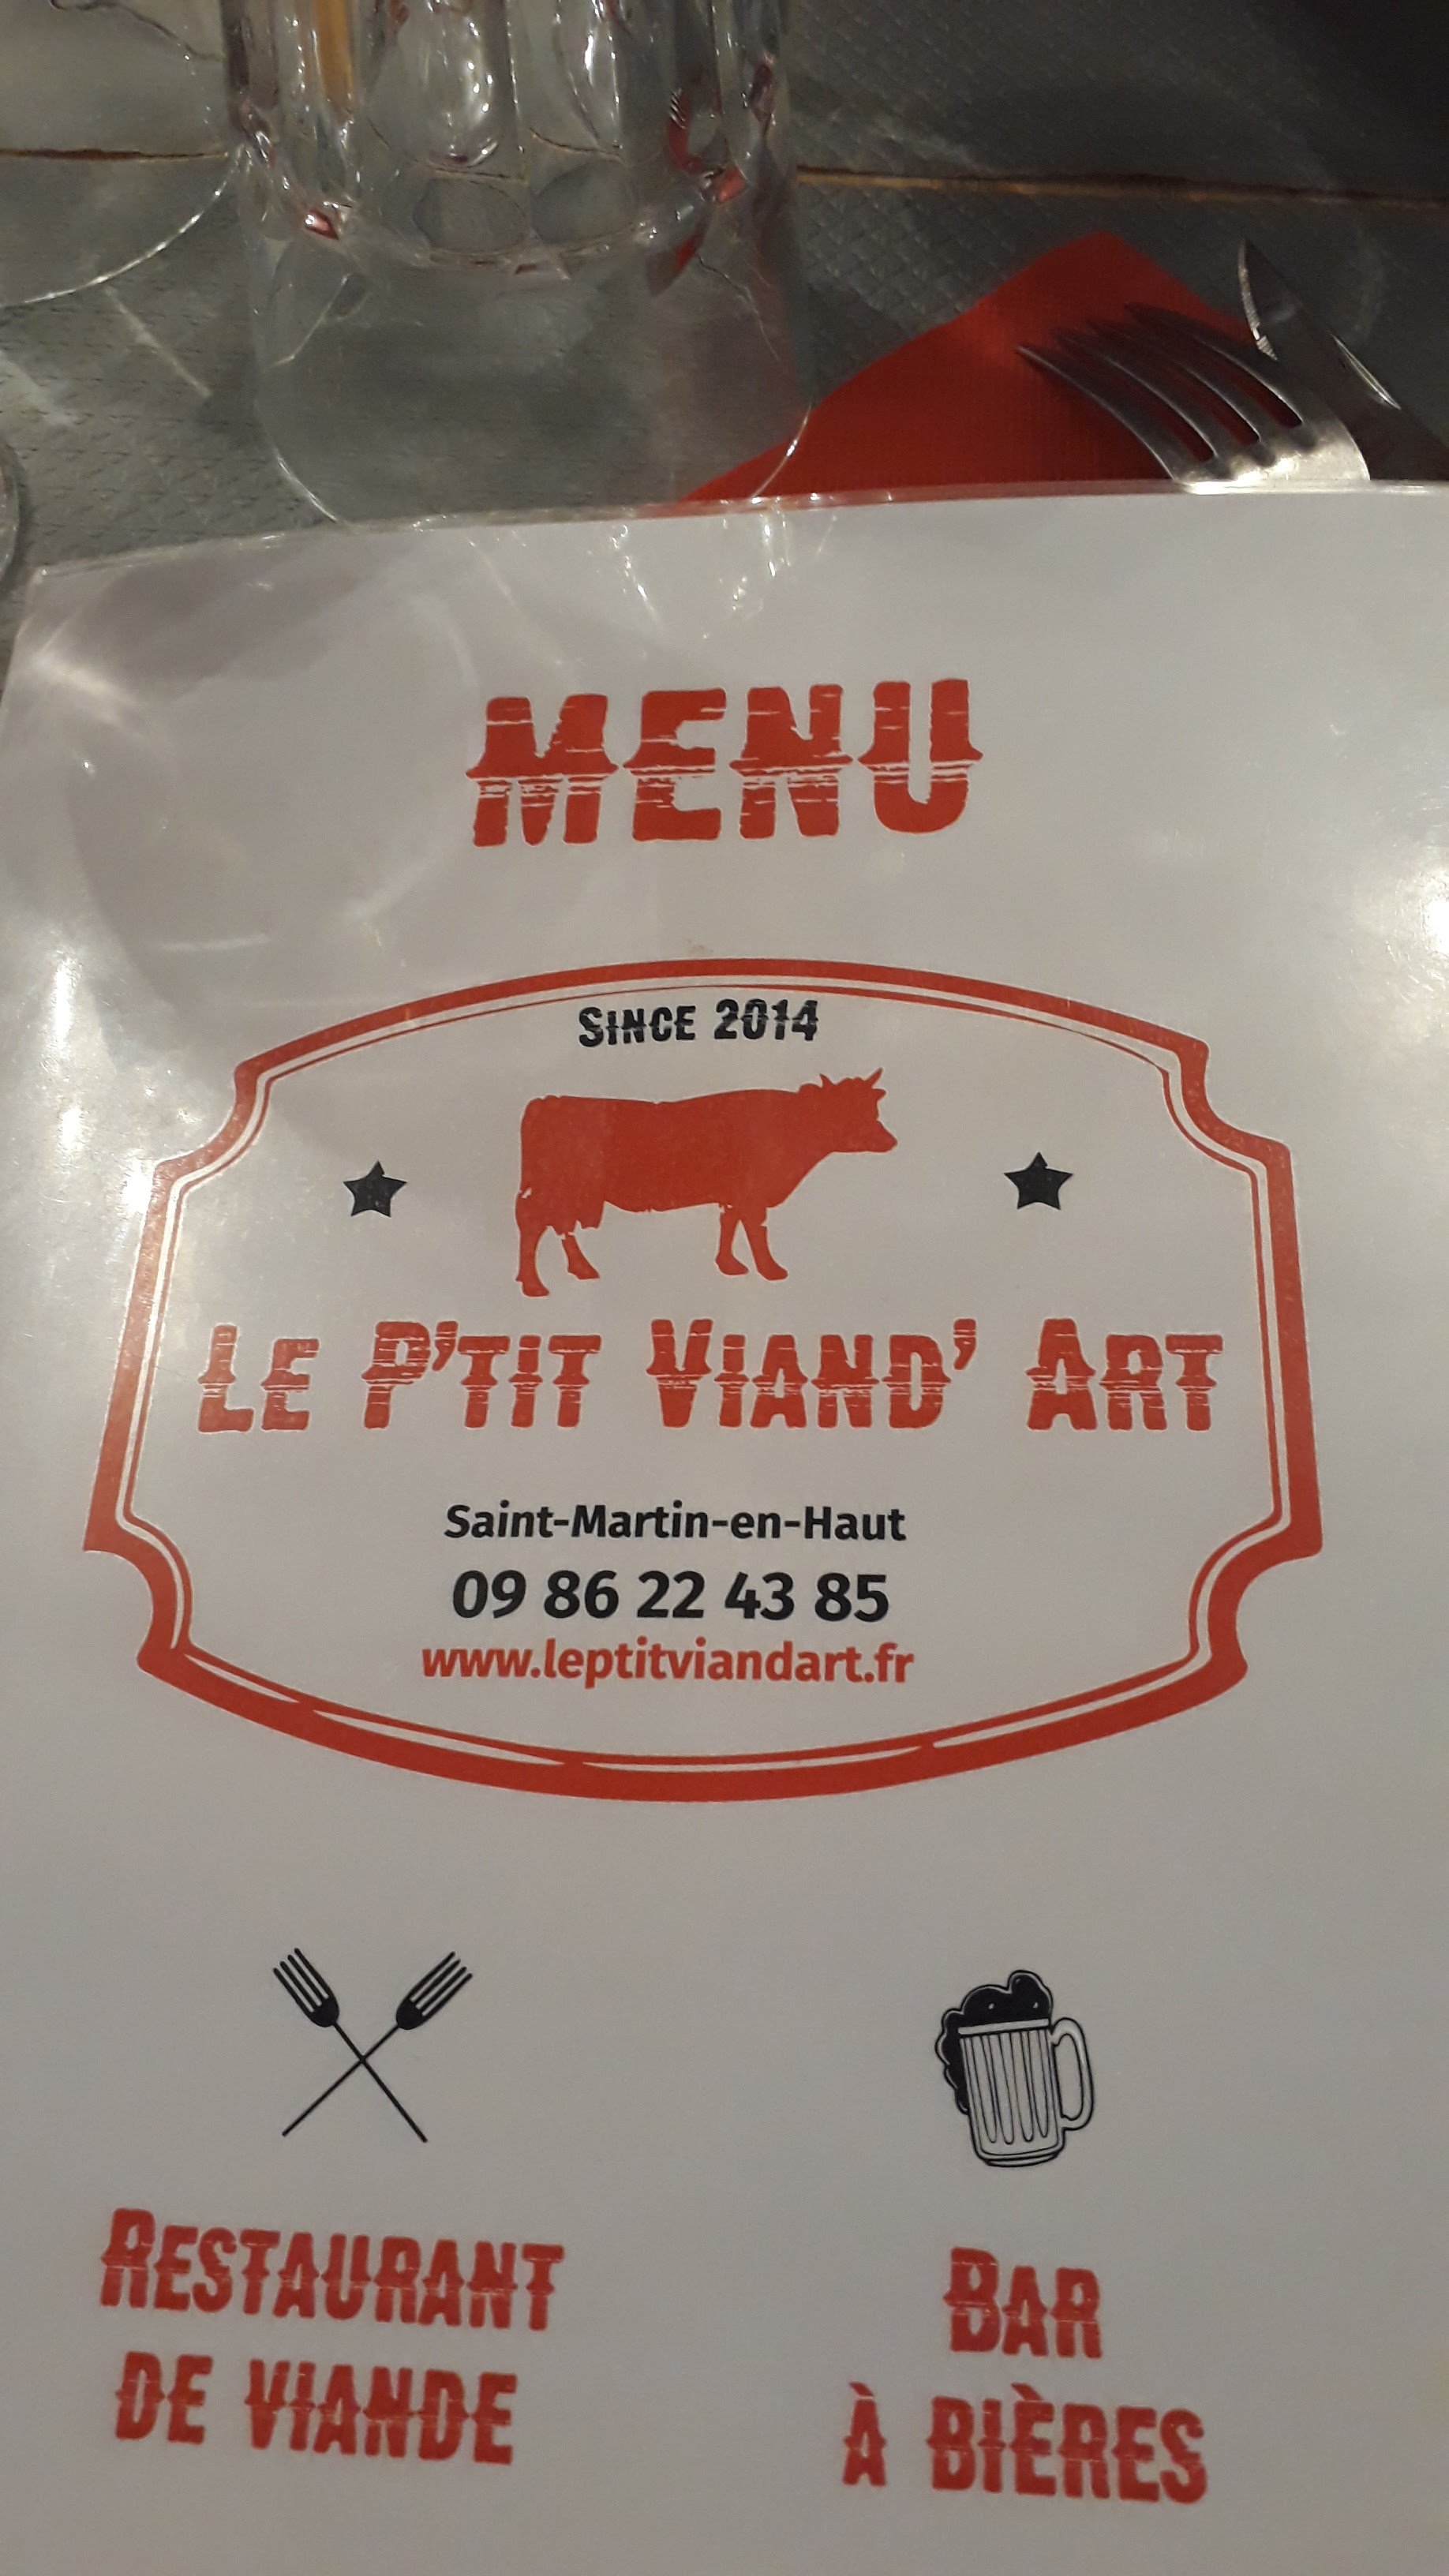 MENU
SINCE 2014
LE P'TIT VIAND' ART
Saint-Martin-en-Haut
09 86 22 43 85
www.leptitviandart.fr
RESTAURANT
DE VIANDE
BAR
À BIÈRES